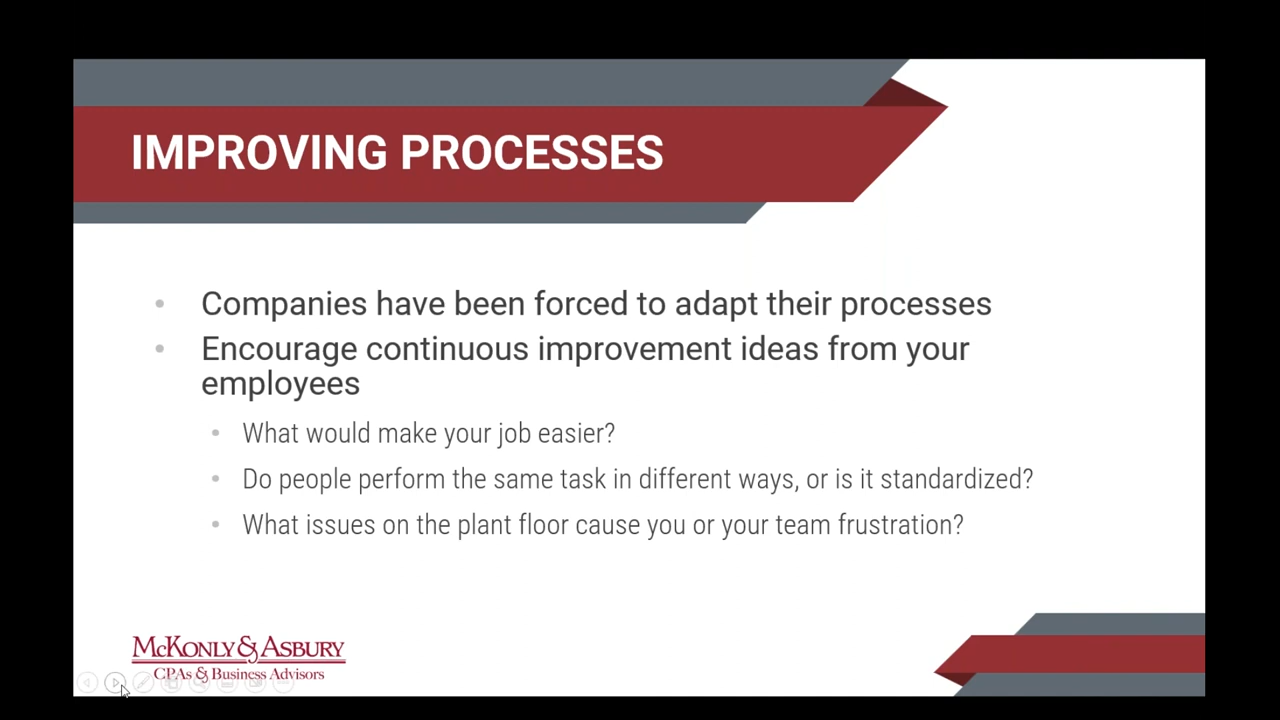 IMPROVING PROCESSES
Companies have been forced to adapt their processes
Encourage continuous improvement ideas from your
employees
What would make your job easier?
Do people perform the same task in different ways, or is it standardized?
What issues on the plant floor cause you or your team frustration?
McKonly & Asbury
CPAs & Business Advisors